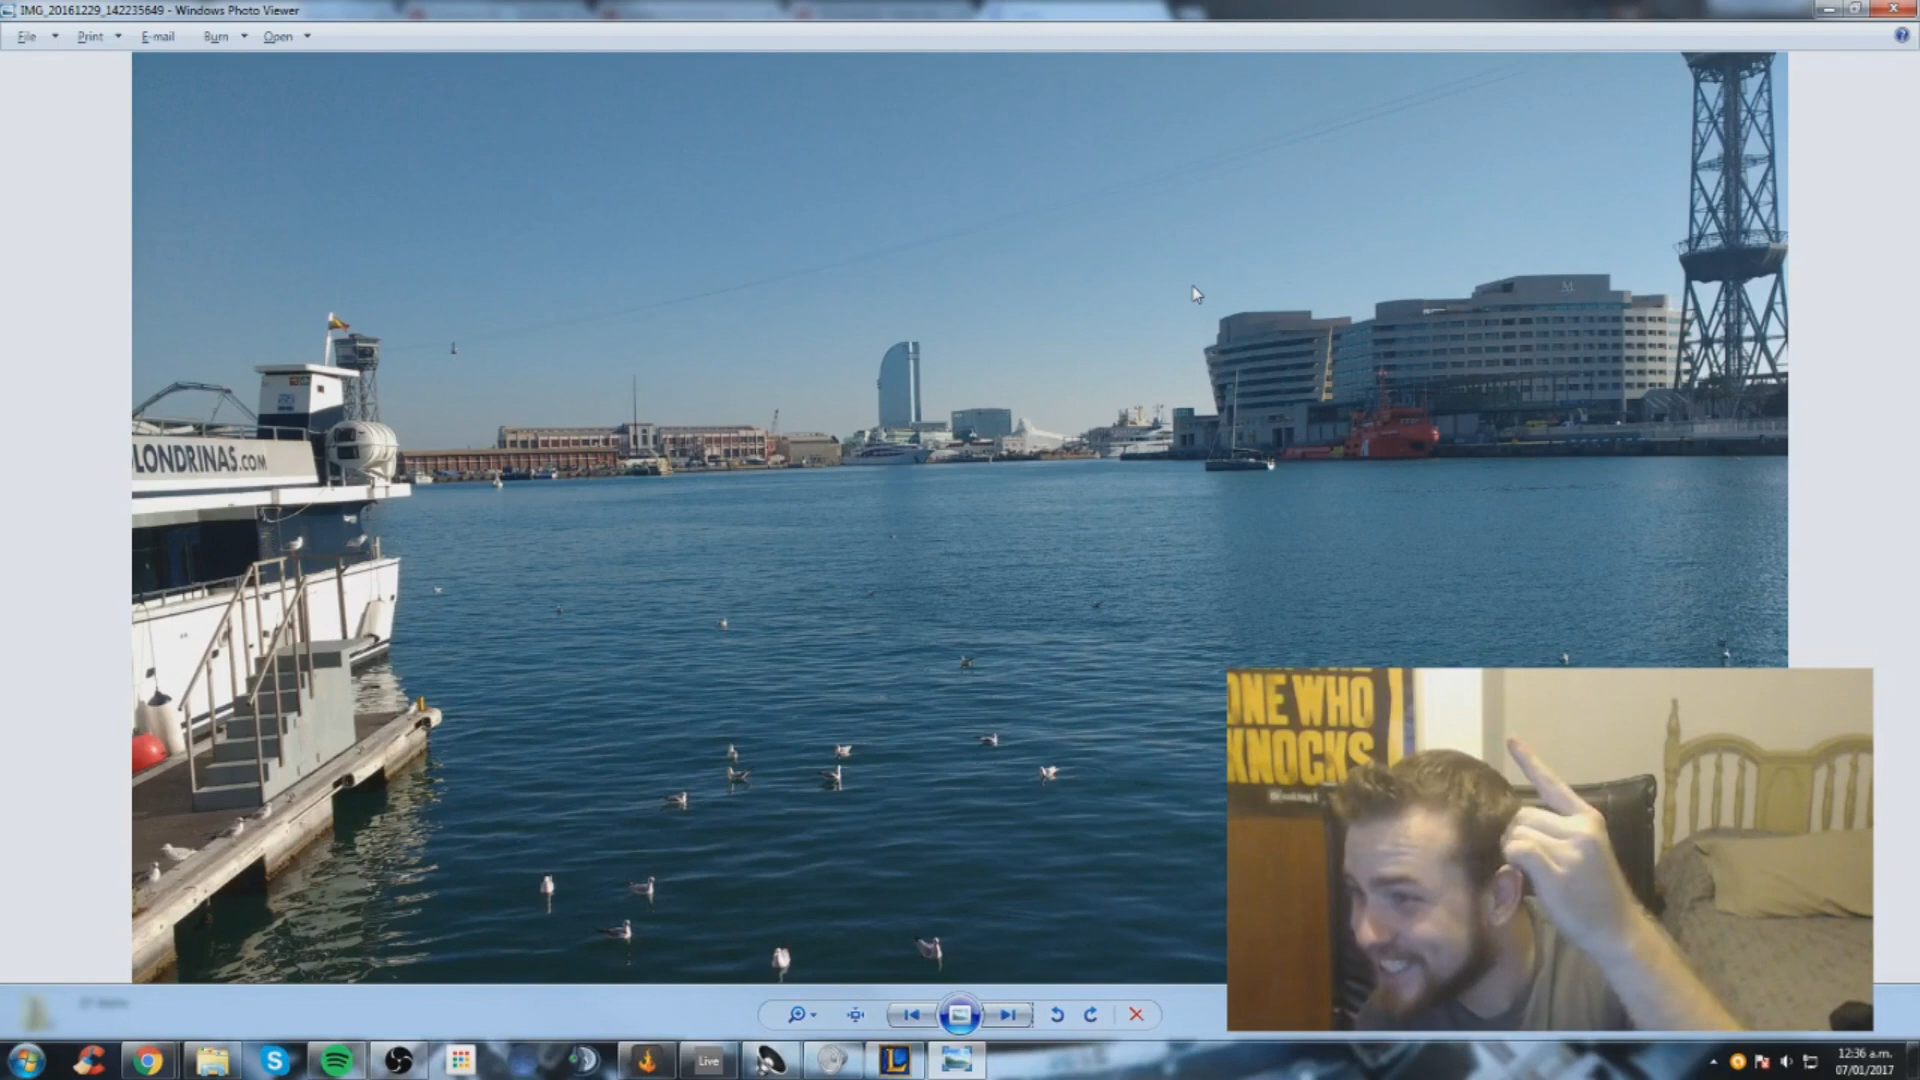 IMG_20161229_142235649 - Windows Photo Viewer
File Print E-mail Burn Open
M
LONDRINAS.COM
ONE WHO
KNOCKS
Live
12:36 a.m.
07/01/2017